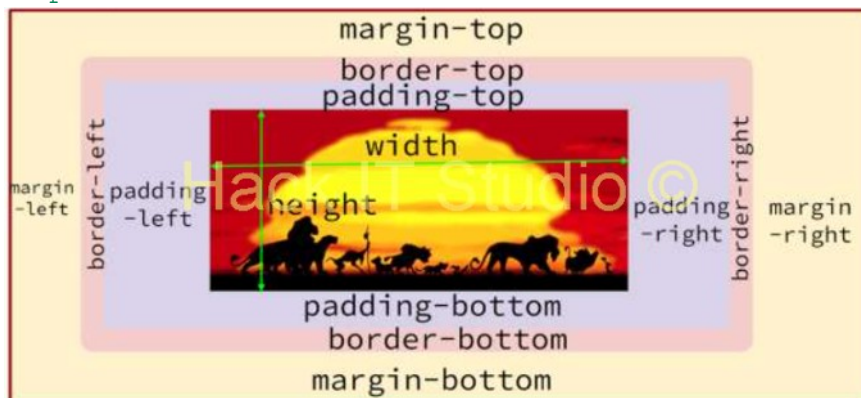 margin-top
border-top
padding-top
width
Hack IT Studio ©
height
margin
-left
border-left
padding
-left
padding
-right
border-right
margin
-right
padding-bottom
border-bottom
margin-bottom